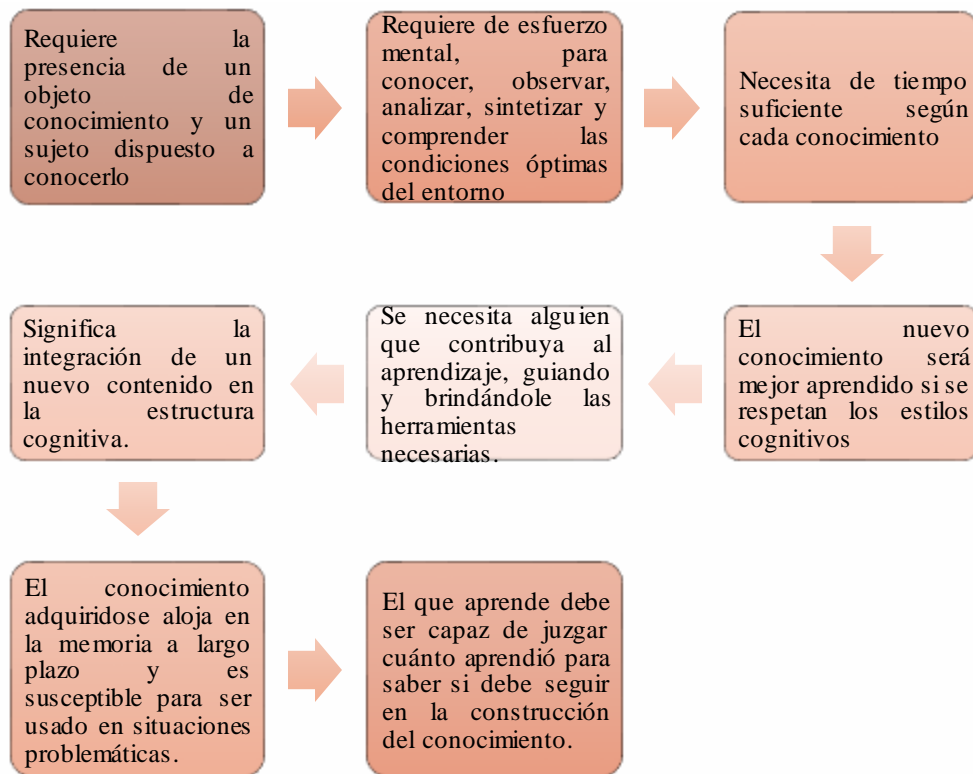 Requiere la
presencia de un
objeto de
conocimiento y un
sujeto dispuesto a
conocerlo
Requiere de esfuerzo
mental, para
conocer, observar,
analizar, sintetizar y
comprender las
condiciones óptimas
del entorno
Necesita de tiempo
suficiente según
cada conocimiento
El nuevo
conocimiento será
mejor aprendido si se
respetan los estilos
cognitivos
Se necesita alguien
que contribuya al
aprendizaje, guiando
y brindándole las
herramientas
necesarias.
Significa la
integración de un
nuevo contenido en
la estructura
cognitiva.
El conocimiento
adquiridose aloja en
la memoria a largo
plazo y es
susceptible para ser
usado en situaciones
problemáticas.
El que aprende debe
ser capaz de juzgar
cuánto aprendió para
saber si debe seguir
en la construcción
del conocimiento.